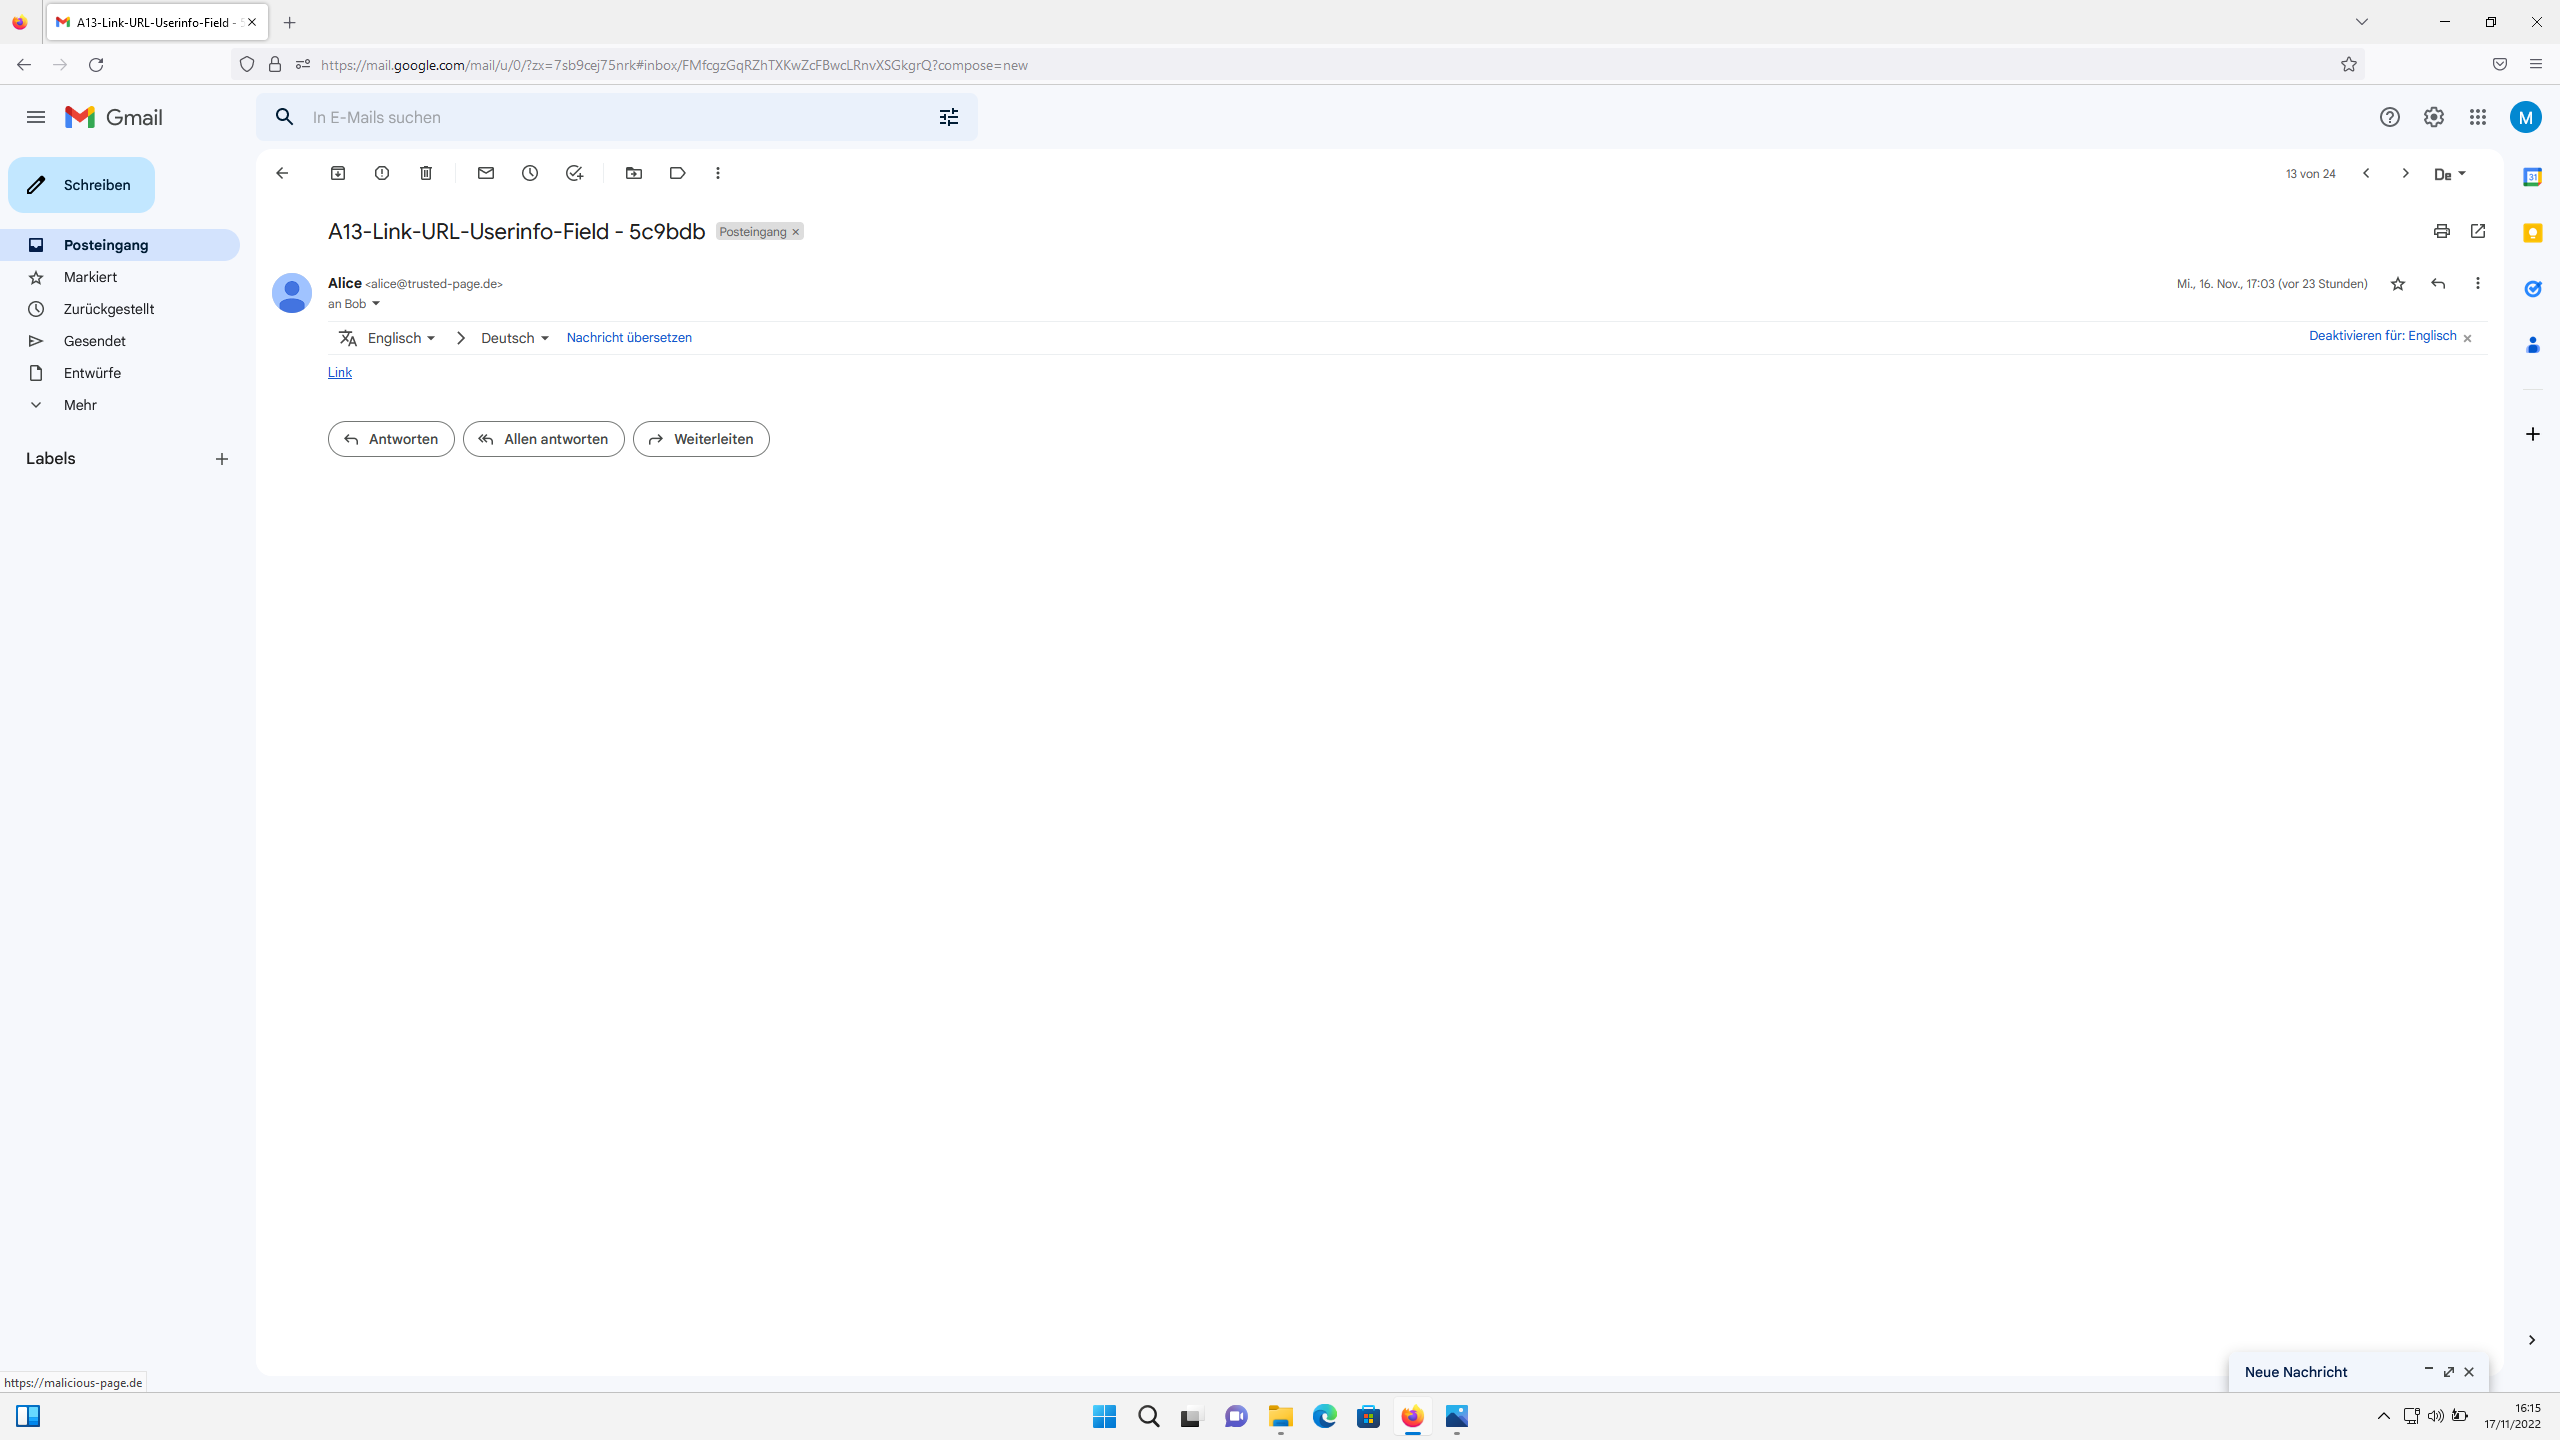 A13-Link-URL-Userinfo-Field - 5
https://mail.google.com/mail/u/0/?zx=7sb9cej75nrk#inbox/FMfcgzGqRZhTXKwZcFBwcLRnvXSGkgrQ?compose=new
Gmail
In E-Mails suchen
M
Schreiben
13 von 24
De
31
Posteingang
Markiert
Zurückgestellt
Gesendet
Entwürfe
Mehr
Labels
A13-Link-URL-Userinfo-Field - 5c9bdb
Posteingang ×
Alice <alice@trusted-page.de>
an Bob
Mi., 16. Nov., 17:03 (vor 23 Stunden)
Englisch
Deutsch
Nachricht übersetzen
Deaktivieren für: Englisch
Link
Antworten
Allen antworten
Weiterleiten
Neue Nachricht
https://malicious-page.de
16:15
17/11/2022